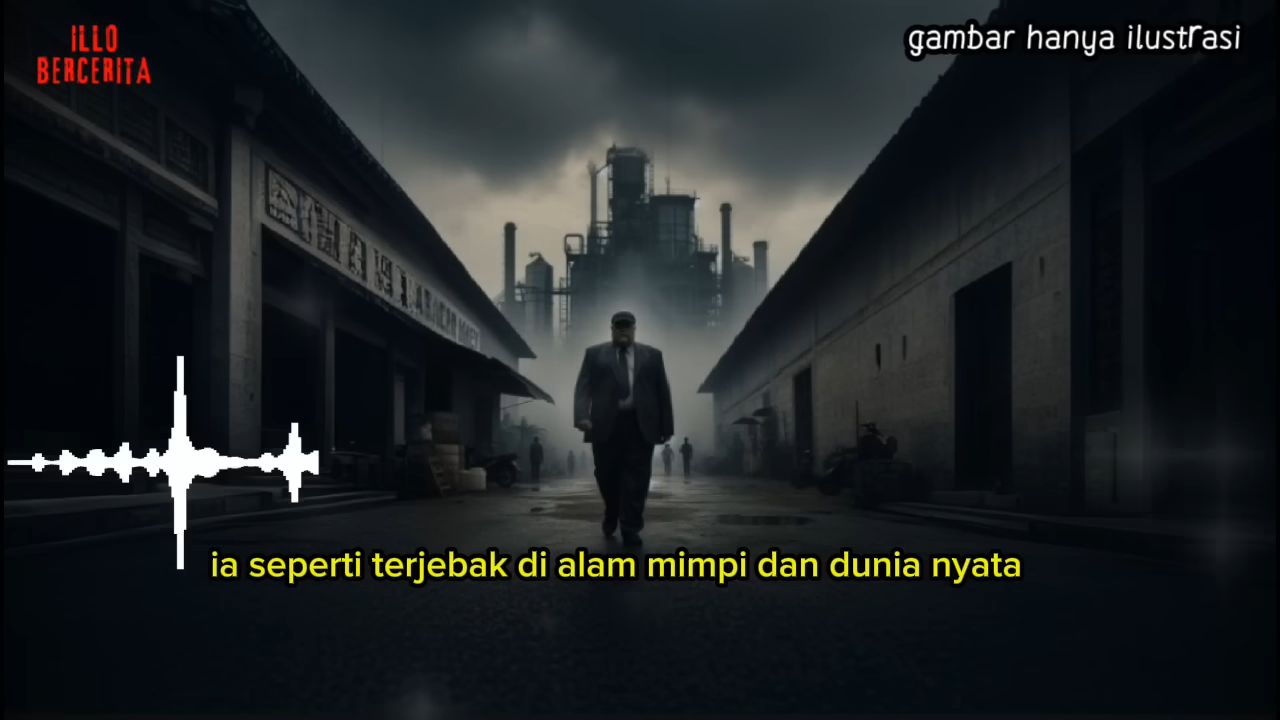 ILLO
BERCERITA
gambar hanya ilustrasi
ia seperti terjebak di alam mimpi dan dunia nyata